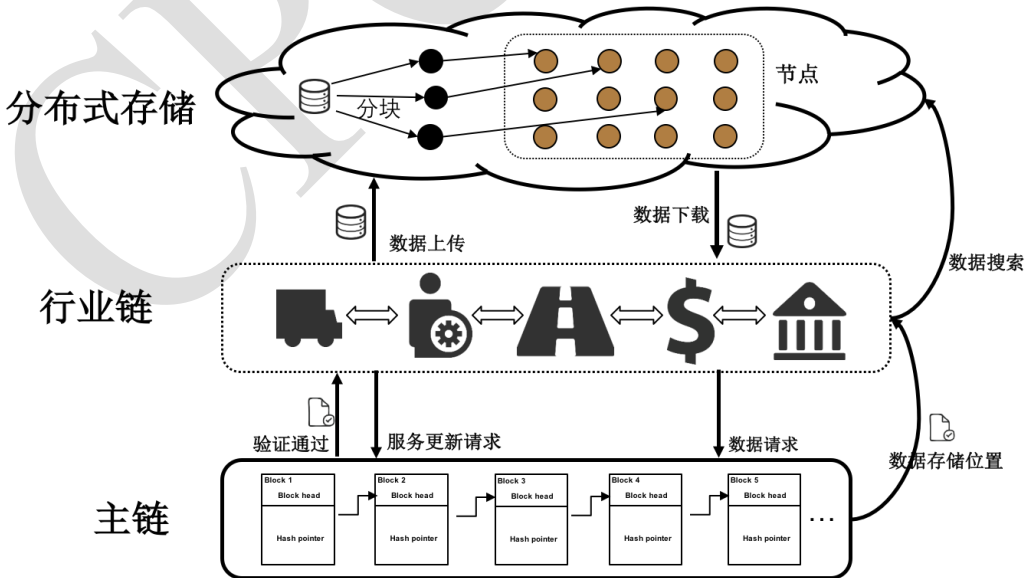 节点
分布式存储
分块
数据上传
数据下载
数据搜索
行业链
验证通过
服务更新请求
数据请求
数据存储位置
主链
Block 1
Block head
Hash pointer
Block 2
Block head
Hash pointer
Block 3
Block head
Hash pointer
Block 4
Block head
Hash pointer
Block 5
Block head
Hash pointer
...